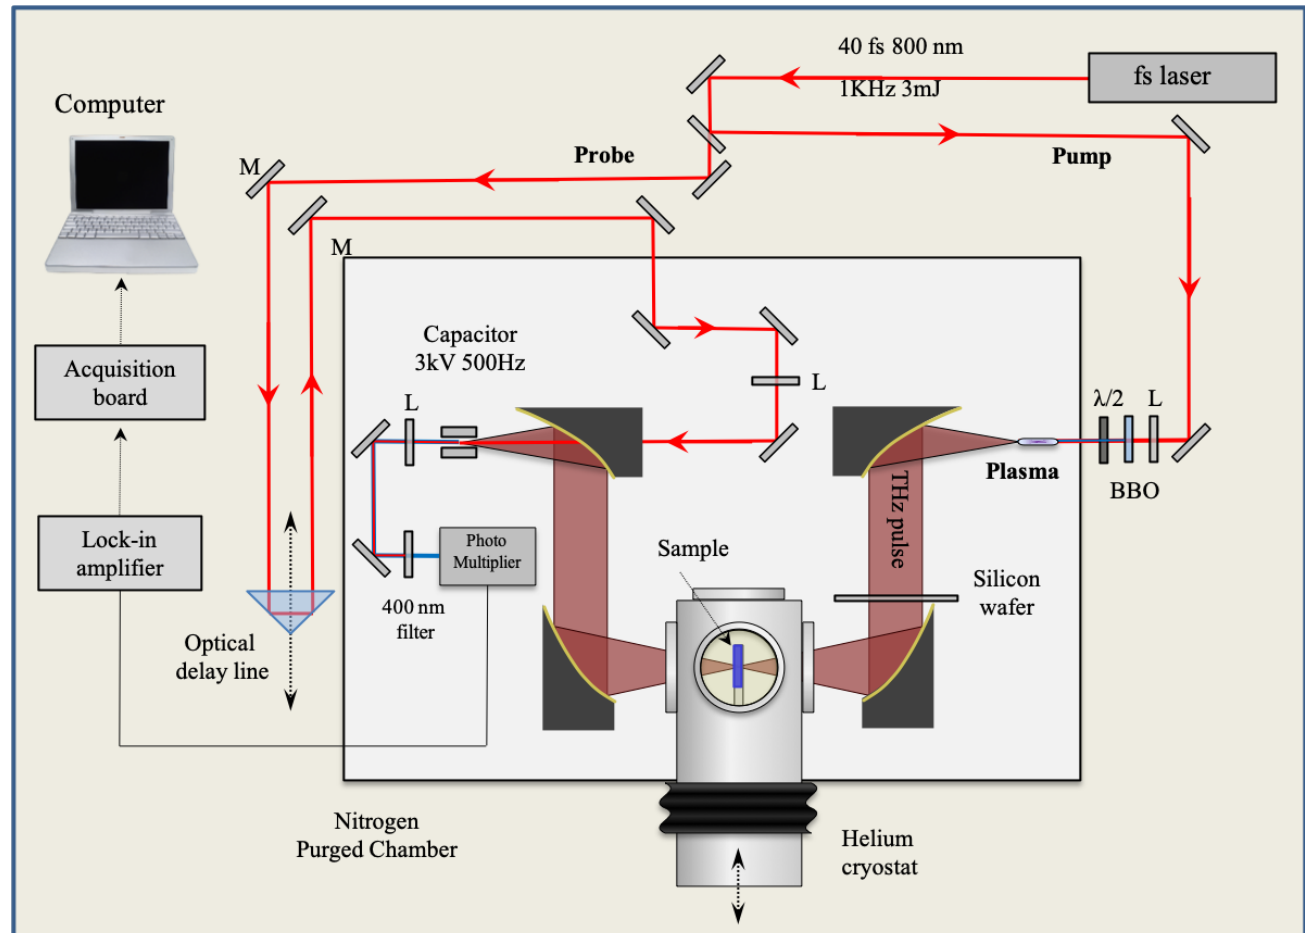 40 fs 800 nm
1KHz 3mJ
fs laser
Computer
Probe
Pump
M
M
Capacitor
3kV 500Hz
Acquisition
board
L
L
λ/2
L
Plasma
BBO
THz pulse
Lock-in
amplifier
Photo
Multiplier
Sample
Silicon
wafer
400 nm
filter
Optical
delay line
Nitrogen
Purged Chamber
Helium
cryostat